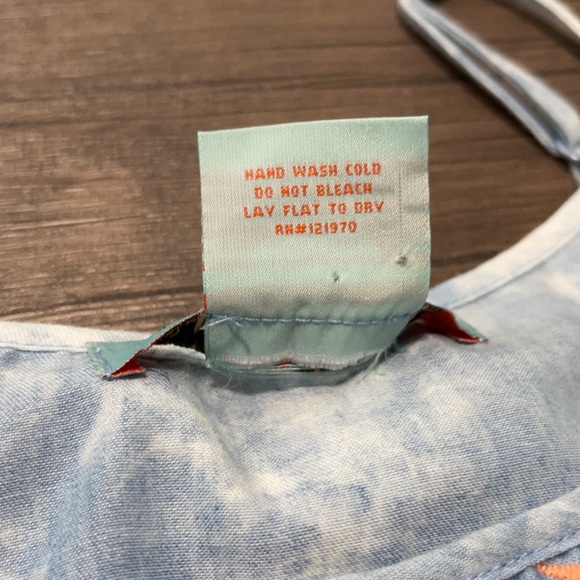 HAND WASH COLD
DO NOT BLEACH
LAY FLAT TO DRY
RN#121970